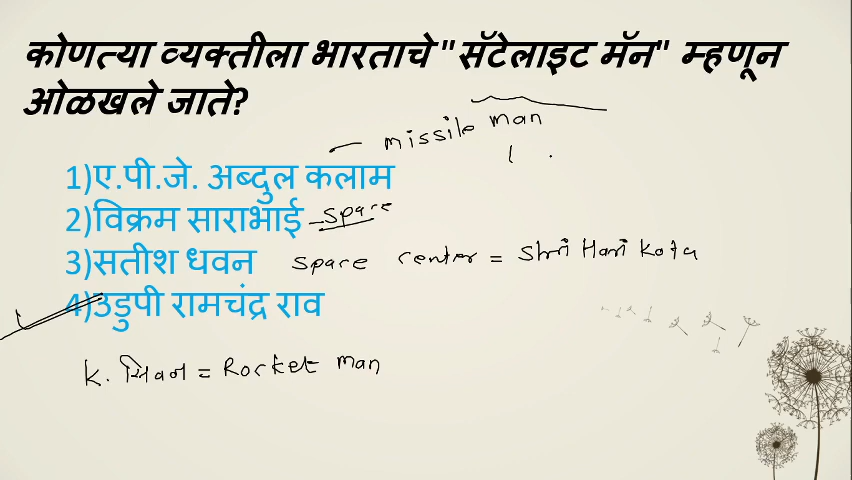 कोणत्या व्यक्तीला भारताचे "सॅटेलाइट मॅन" म्हणून
ओळखले जाते?
missile man
1)ए.पी.जे. अब्दुल कलाम
2)विक्रम साराभाई - space
3)सतीश धवन space center = Shri Hari Kota
4)उडुपी रामचंद्र राव
K. सिवन = Rocket man